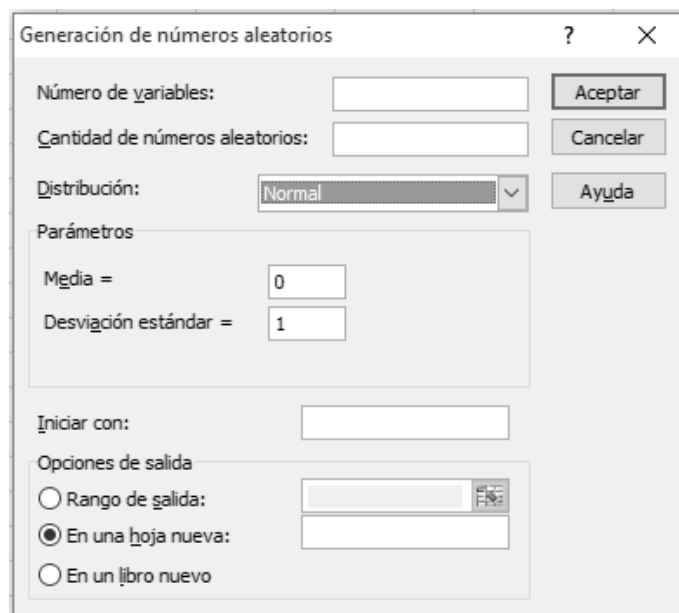 Generación de números aleatorios ? X
Número de variables: Aceptar
Cantidad de números aleatorios: Cancelar
Distribución: Normal Ayuda
Parámetros
Media = 0
Desviación estándar = 1
Iniciar con:
Opciones de salida
Rango de salida:
En una hoja nueva:
En un libro nuevo